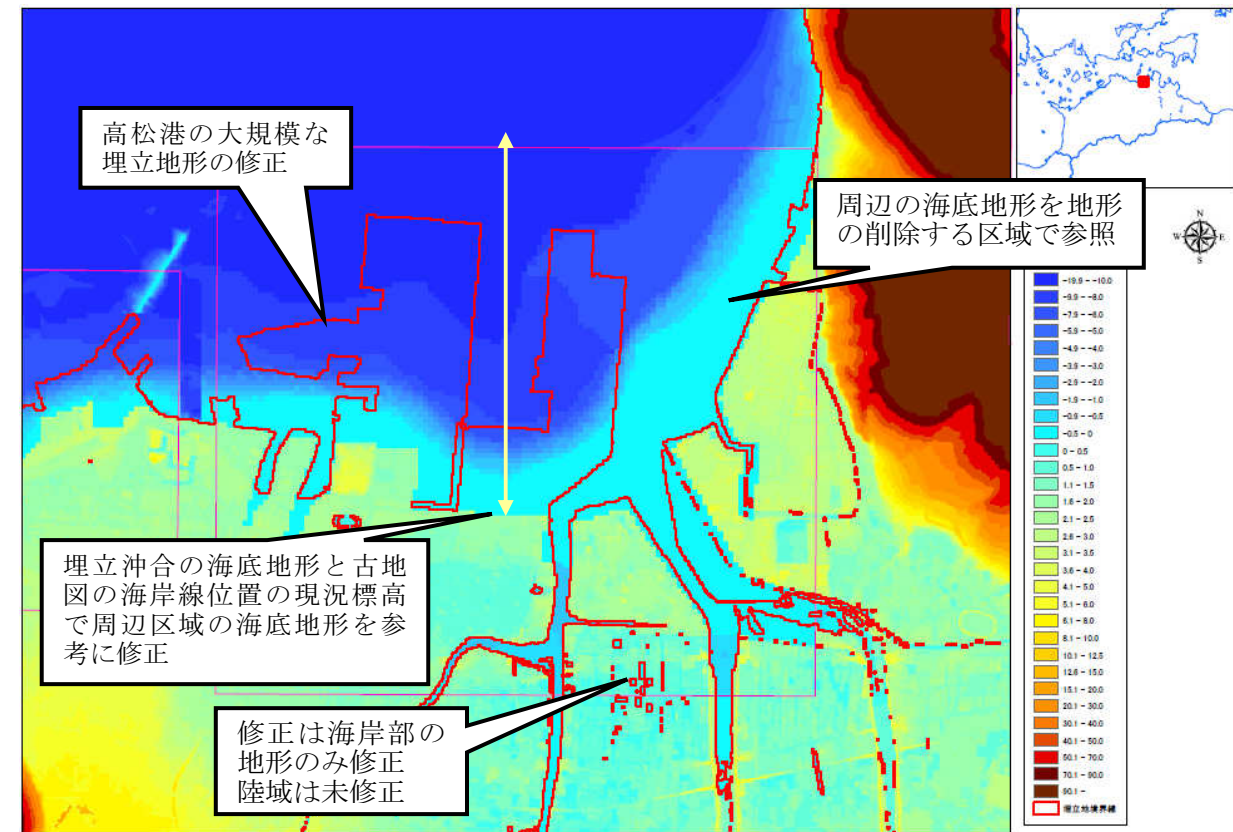 高松港の大規模な
埋立地形の修正
周辺の海底地形を地形
の削除する区域で参照
埋立沖合の海底地形と古地
図の海岸線位置の現況標高
で周辺区域の海底地形を参
考に修正
修正は海岸部の
地形のみ修正
陸域は未修正
N
W
E
S
-19.9 - -10.0
-9.9 - -8.0
-7.9 - -6.0
-5.9 - -5.0
-4.9 - -4.0
-3.9 - -3.0
-2.9 - -2.0
-1.9 - -1.0
-0.9 - -0.5
-0.5 - 0
0 - 0.5
0.5 - 1.0
1.1 - 1.5
1.6 - 2.0
2.1 - 2.5
2.6 - 3.0
3.1 - 3.5
3.6 - 4.0
4.1 - 5.0
5.1 - 6.0
6.1 - 8.0
8.1 - 10.0
10.1 - 12.5
12.6 - 15.0
15.1 - 20.0
20.1 - 30.0
30.1 - 40.0
40.1 - 50.0
50.1 - 70.0
70.1 - 90.0
90.1 -
埋立地境界線